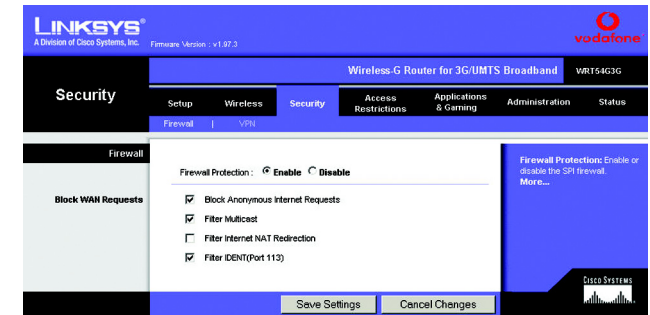 LINKSYS®
A Division of Cisco Systems, Inc.
Firmware Version : v1.97.3
vodafone
Wireless-G Router for 3G/UMTS Broadband WRT54G3G
Security
Setup Wireless Security Access Restrictions Applications & Gaming Administration Status
Firewall | VPN
Firewall
Firewall Protection : Enable Disable
Block WAN Requests
Block Anonymous Internet Requests
Filter Multicast
Filter Internet NAT Redirection
Filter IDENT(Port 113)
Firewall Protection: Enable or
disable the SPI firewall.
More...
CISCO SYSTEMS
Save Settings Cancel Changes